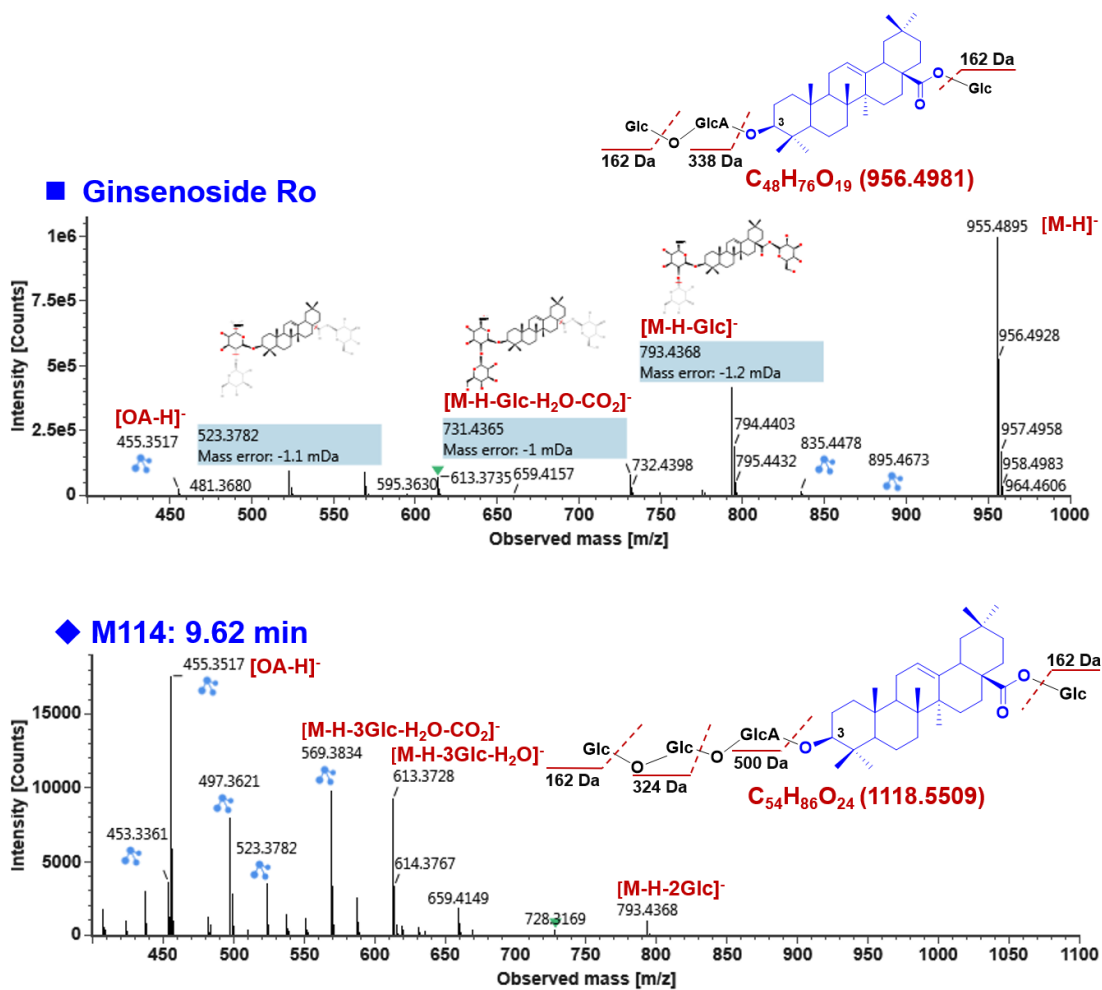 162 Da
Glc
Glc
GlcA
O
O
O
O
3
162 Da
338 Da
C48H76O19 (956.4981)
■ Ginsenoside Ro
Intensity [Counts]
1e6
7.5e5
5e5
2.5e5
0
955.4895
[M-H]-
956.4928
957.4958
958.4983
964.4606
[M-H-Glc]-
793.4368
Mass error: -1.2 mDa
[M-H-Glc-H2O-CO2]-
731.4365
Mass error: -1 mDa
[OA-H]-
455.3517
523.3782
Mass error: -1.1 mDa
794.4403
795.4432
835.4478
895.4673
481.3680
595.3630
613.3735
659.4157
732.4398
450
500
550
600
650
700
750
800
850
900
950
1000
Observed mass [m/z]
◆ M114: 9.62 min
Intensity [Counts]
15000
10000
5000
0
455.3517
[OA-H]-
[M-H-3Glc-H2O-CO2]-
569.3834
[M-H-3Glc-H2O]-
613.3728
497.3621
453.3361
523.3782
614.3767
659.4149
728.3169
[M-H-2Glc]-
793.4368
162 Da
Glc
Glc
Glc
GlcA
O
O
O
O
O
3
162 Da
324 Da
500 Da
C54H86O24 (1118.5509)
450
500
550
600
650
700
750
800
850
900
950
1000
1050
1100
Observed mass [m/z]